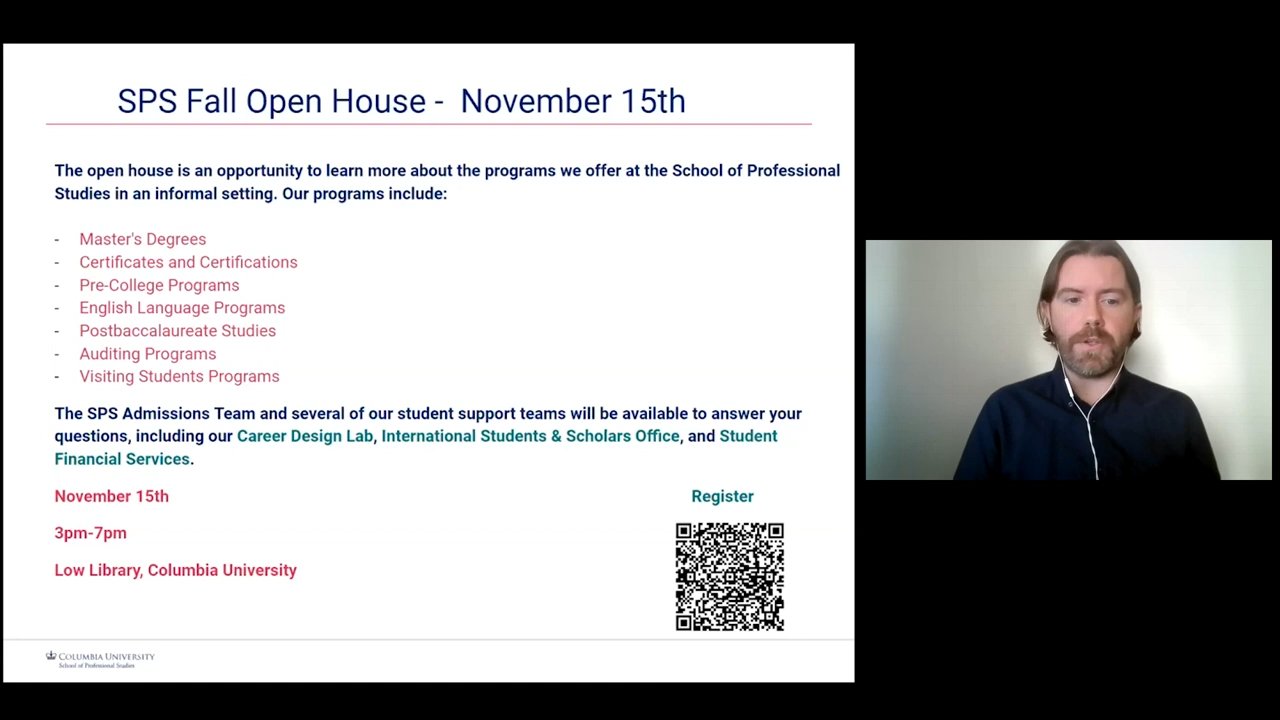 SPS Fall Open House - November 15th
The open house is an opportunity to learn more about the programs we offer at the School of Professional
Studies in an informal setting. Our programs include:
- Master's Degrees
- Certificates and Certifications
- Pre-College Programs
- English Language Programs
- Postbaccalaureate Studies
- Auditing Programs
- Visiting Students Programs
The SPS Admissions Team and several of our student support teams will be available to answer your
questions, including our Career Design Lab, International Students & Scholars Office, and Student
Financial Services.
November 15th
Register
3pm-7pm
Low Library, Columbia University
COLUMBIA UNIVERSITY
School of Professional Studies